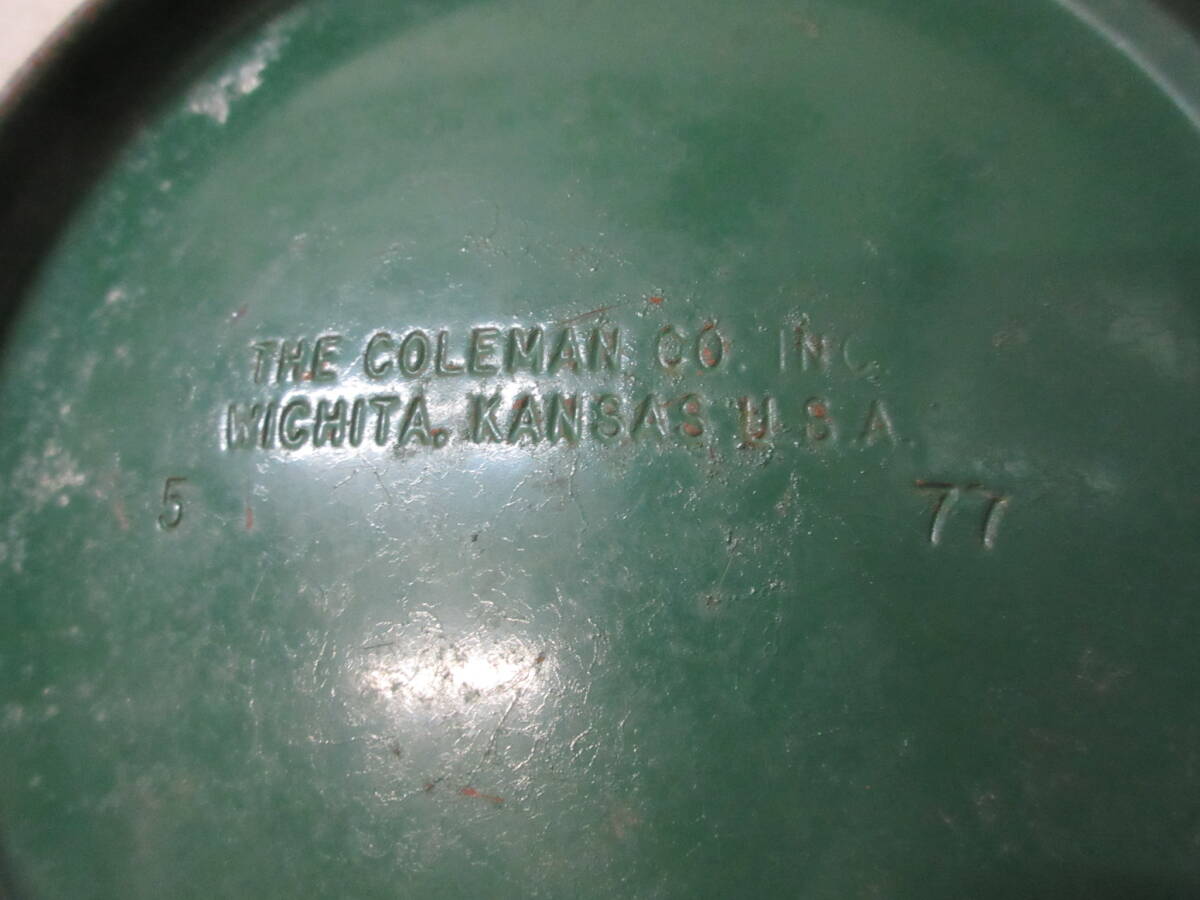 THE COLEMAN CO. INC.
WICHITA, KANSAS U.S.A.
5 77